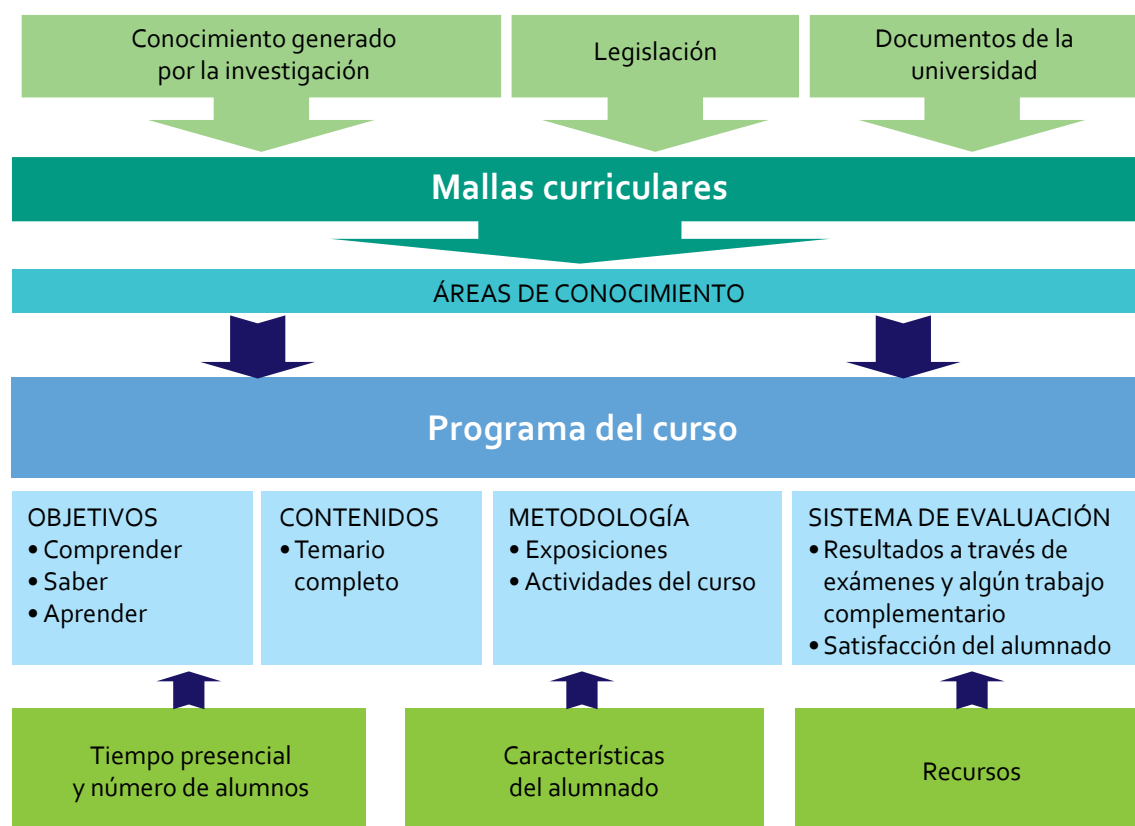 Conocimiento generado
por la investigación
Legislación
Documentos de la
universidad
Mallas curriculares
ÁREAS DE CONOCIMIENTO
Programa del curso
OBJETIVOS
• Comprender
• Saber
• Aprender
CONTENIDOS
• Temario
completo
METODOLOGÍA
• Exposiciones
• Actividades del curso
SISTEMA DE EVALUACIÓN
• Resultados a través de
exámenes y algún trabajo
complementario
• Satisfacción del alumnado
Tiempo presencial
y número de alumnos
Características
del alumnado
Recursos